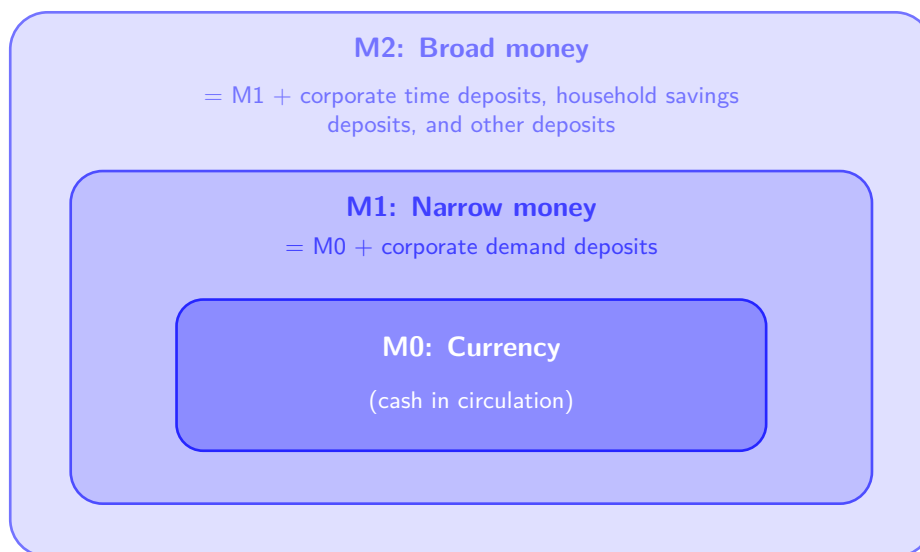 M2: Broad money
= M1 + corporate time deposits, household savings
deposits, and other deposits
M1: Narrow money
= M0 + corporate demand deposits
M0: Currency
(cash in circulation)